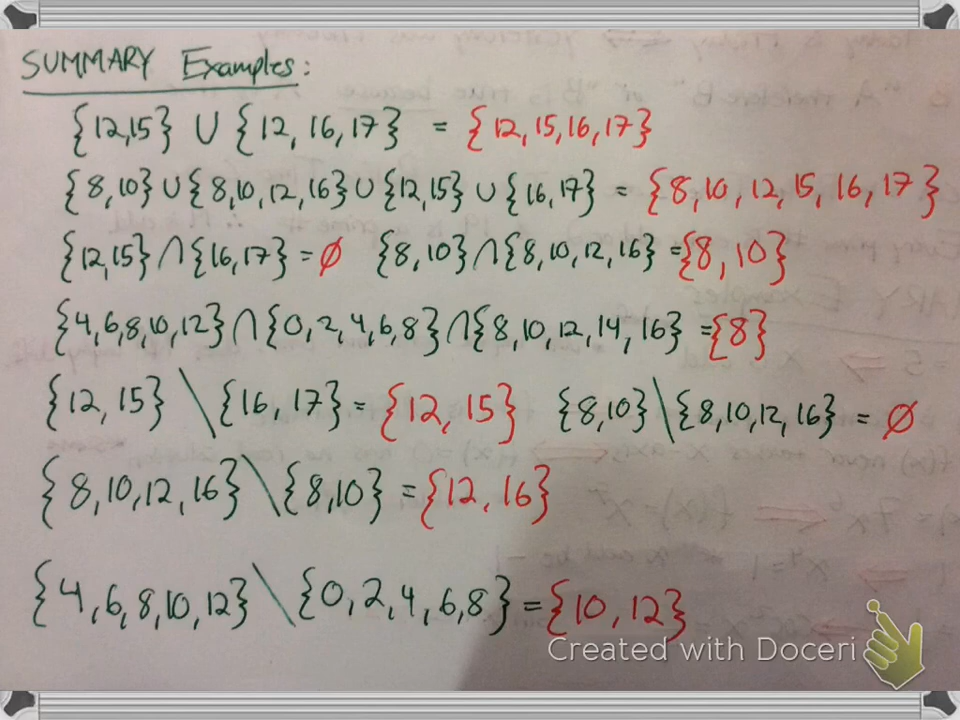 SUMMARY Examples:
{12,15} ∪ {12, 16, 17} = {12, 15, 16, 17}
{8, 10} ∪ {8, 10, 12, 16} ∪ {12, 15} ∪ {16, 17} = {8, 10, 12, 15, 16, 17}
{12, 15} ∩ {16, 17} = ∅ {8, 10} ∩ {8, 10, 12, 16} = {8, 10}
{4, 6, 8, 10, 12} ∩ {0, 2, 4, 6, 8} ∩ {8, 10, 12, 14, 16} = {8}
{12, 15} \ {16, 17} = {12, 15} {8, 10} \ {8, 10, 12, 16} = ∅
{8, 10, 12, 16} \ {8, 10} = {12, 16}
{4, 6, 8, 10, 12} \ {0, 2, 4, 6, 8} = {10, 12}
Created with Doceri